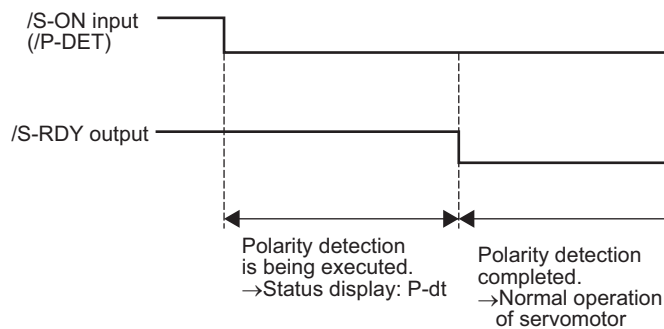 /S-ON input
(/P-DET)
/S-RDY output
Polarity detection
is being executed.
→Status display: P-dt
Polarity detection
completed.
→Normal operation
of servomotor